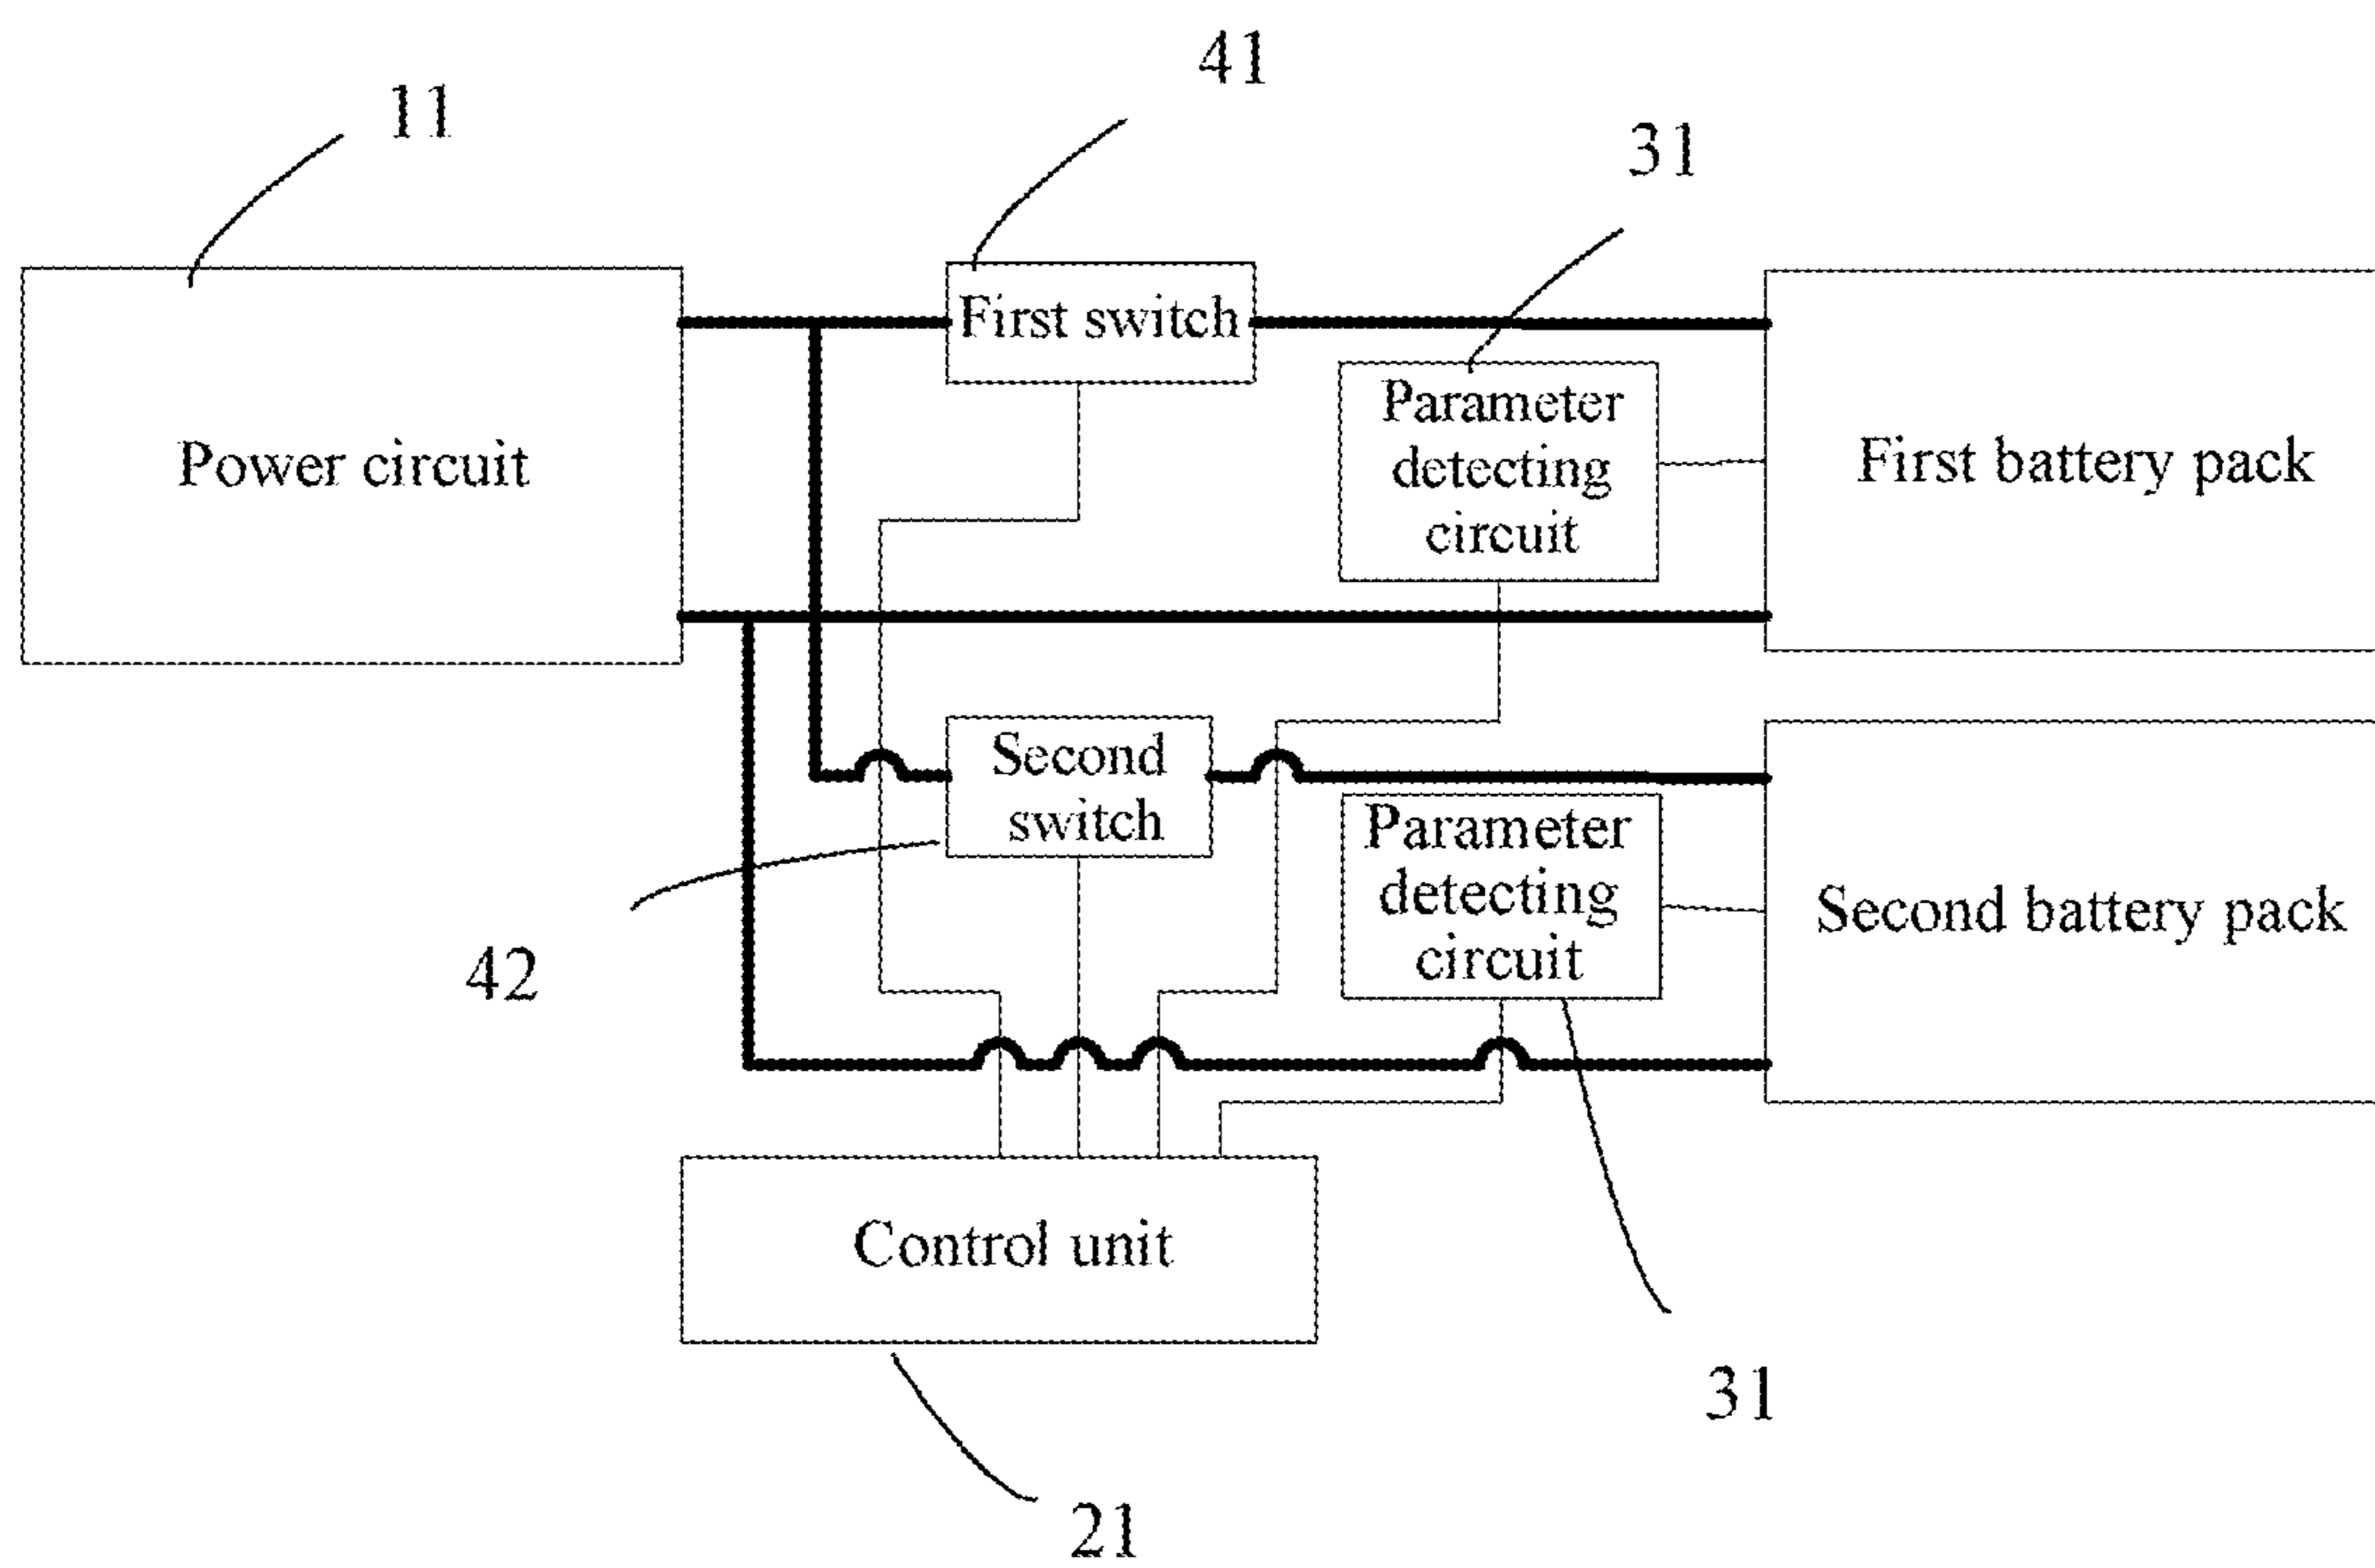 41
11
31
First switch
Power circuit
Parameter
detecting
circuit
First battery pack
Second
switch
Parameter
detecting
circuit
Second battery pack
42
Control unit
31
21